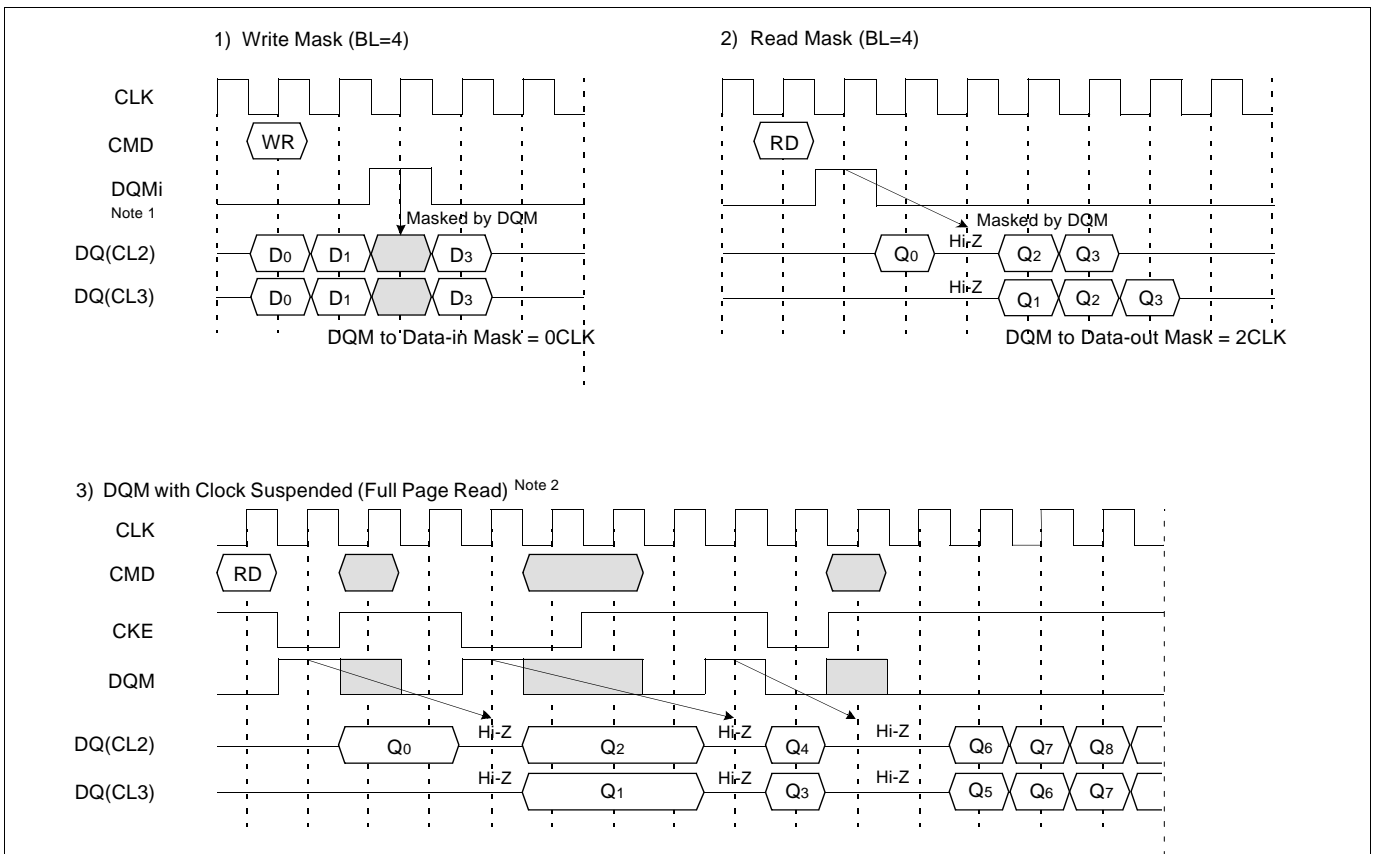 1) Write Mask (BL=4)
CLK
CMD
WR
DQMi
Note 1
Masked by DQM
DQ(CL2)
D0 D1 D3
DQ(CL3)
D0 D1 D3
DQM to Data-in Mask = 0CLK
2) Read Mask (BL=4)
RD
Masked by DQM
Hi-Z
Q0 Q2 Q3
Hi-Z
Q1 Q2 Q3
DQM to Data-out Mask = 2CLK
3) DQM with Clock Suspended (Full Page Read) Note 2
CLK
CMD
RD
CKE
DQM
DQ(CL2)
Q0 Hi-Z Q2 Hi-Z Q4 Hi-Z Q6 Q7 Q8
DQ(CL3)
Hi-Z Q1 Hi-Z Q3 Hi-Z Q5 Q6 Q7